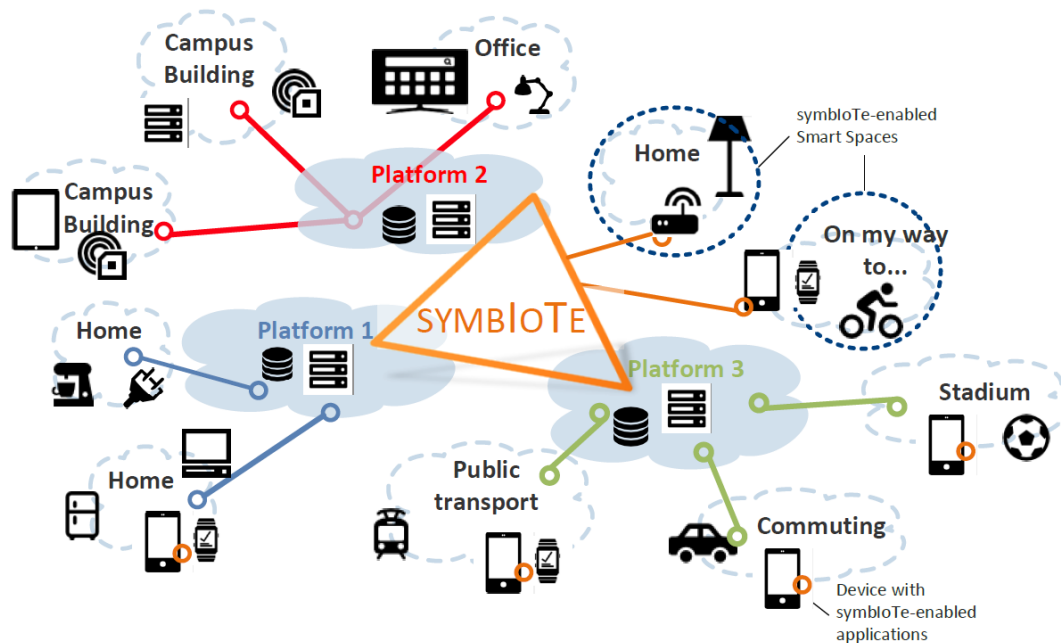 Campus
Building
Office
symbIoTe-enabled
Smart Spaces
Home
Platform 2
Campus
Building
On my way
to...
Home
Platform 1
SYMBIOTE
Platform 3
Stadium
Home
Public
transport
Commuting
Device with
symbIoTe-enabled
applications